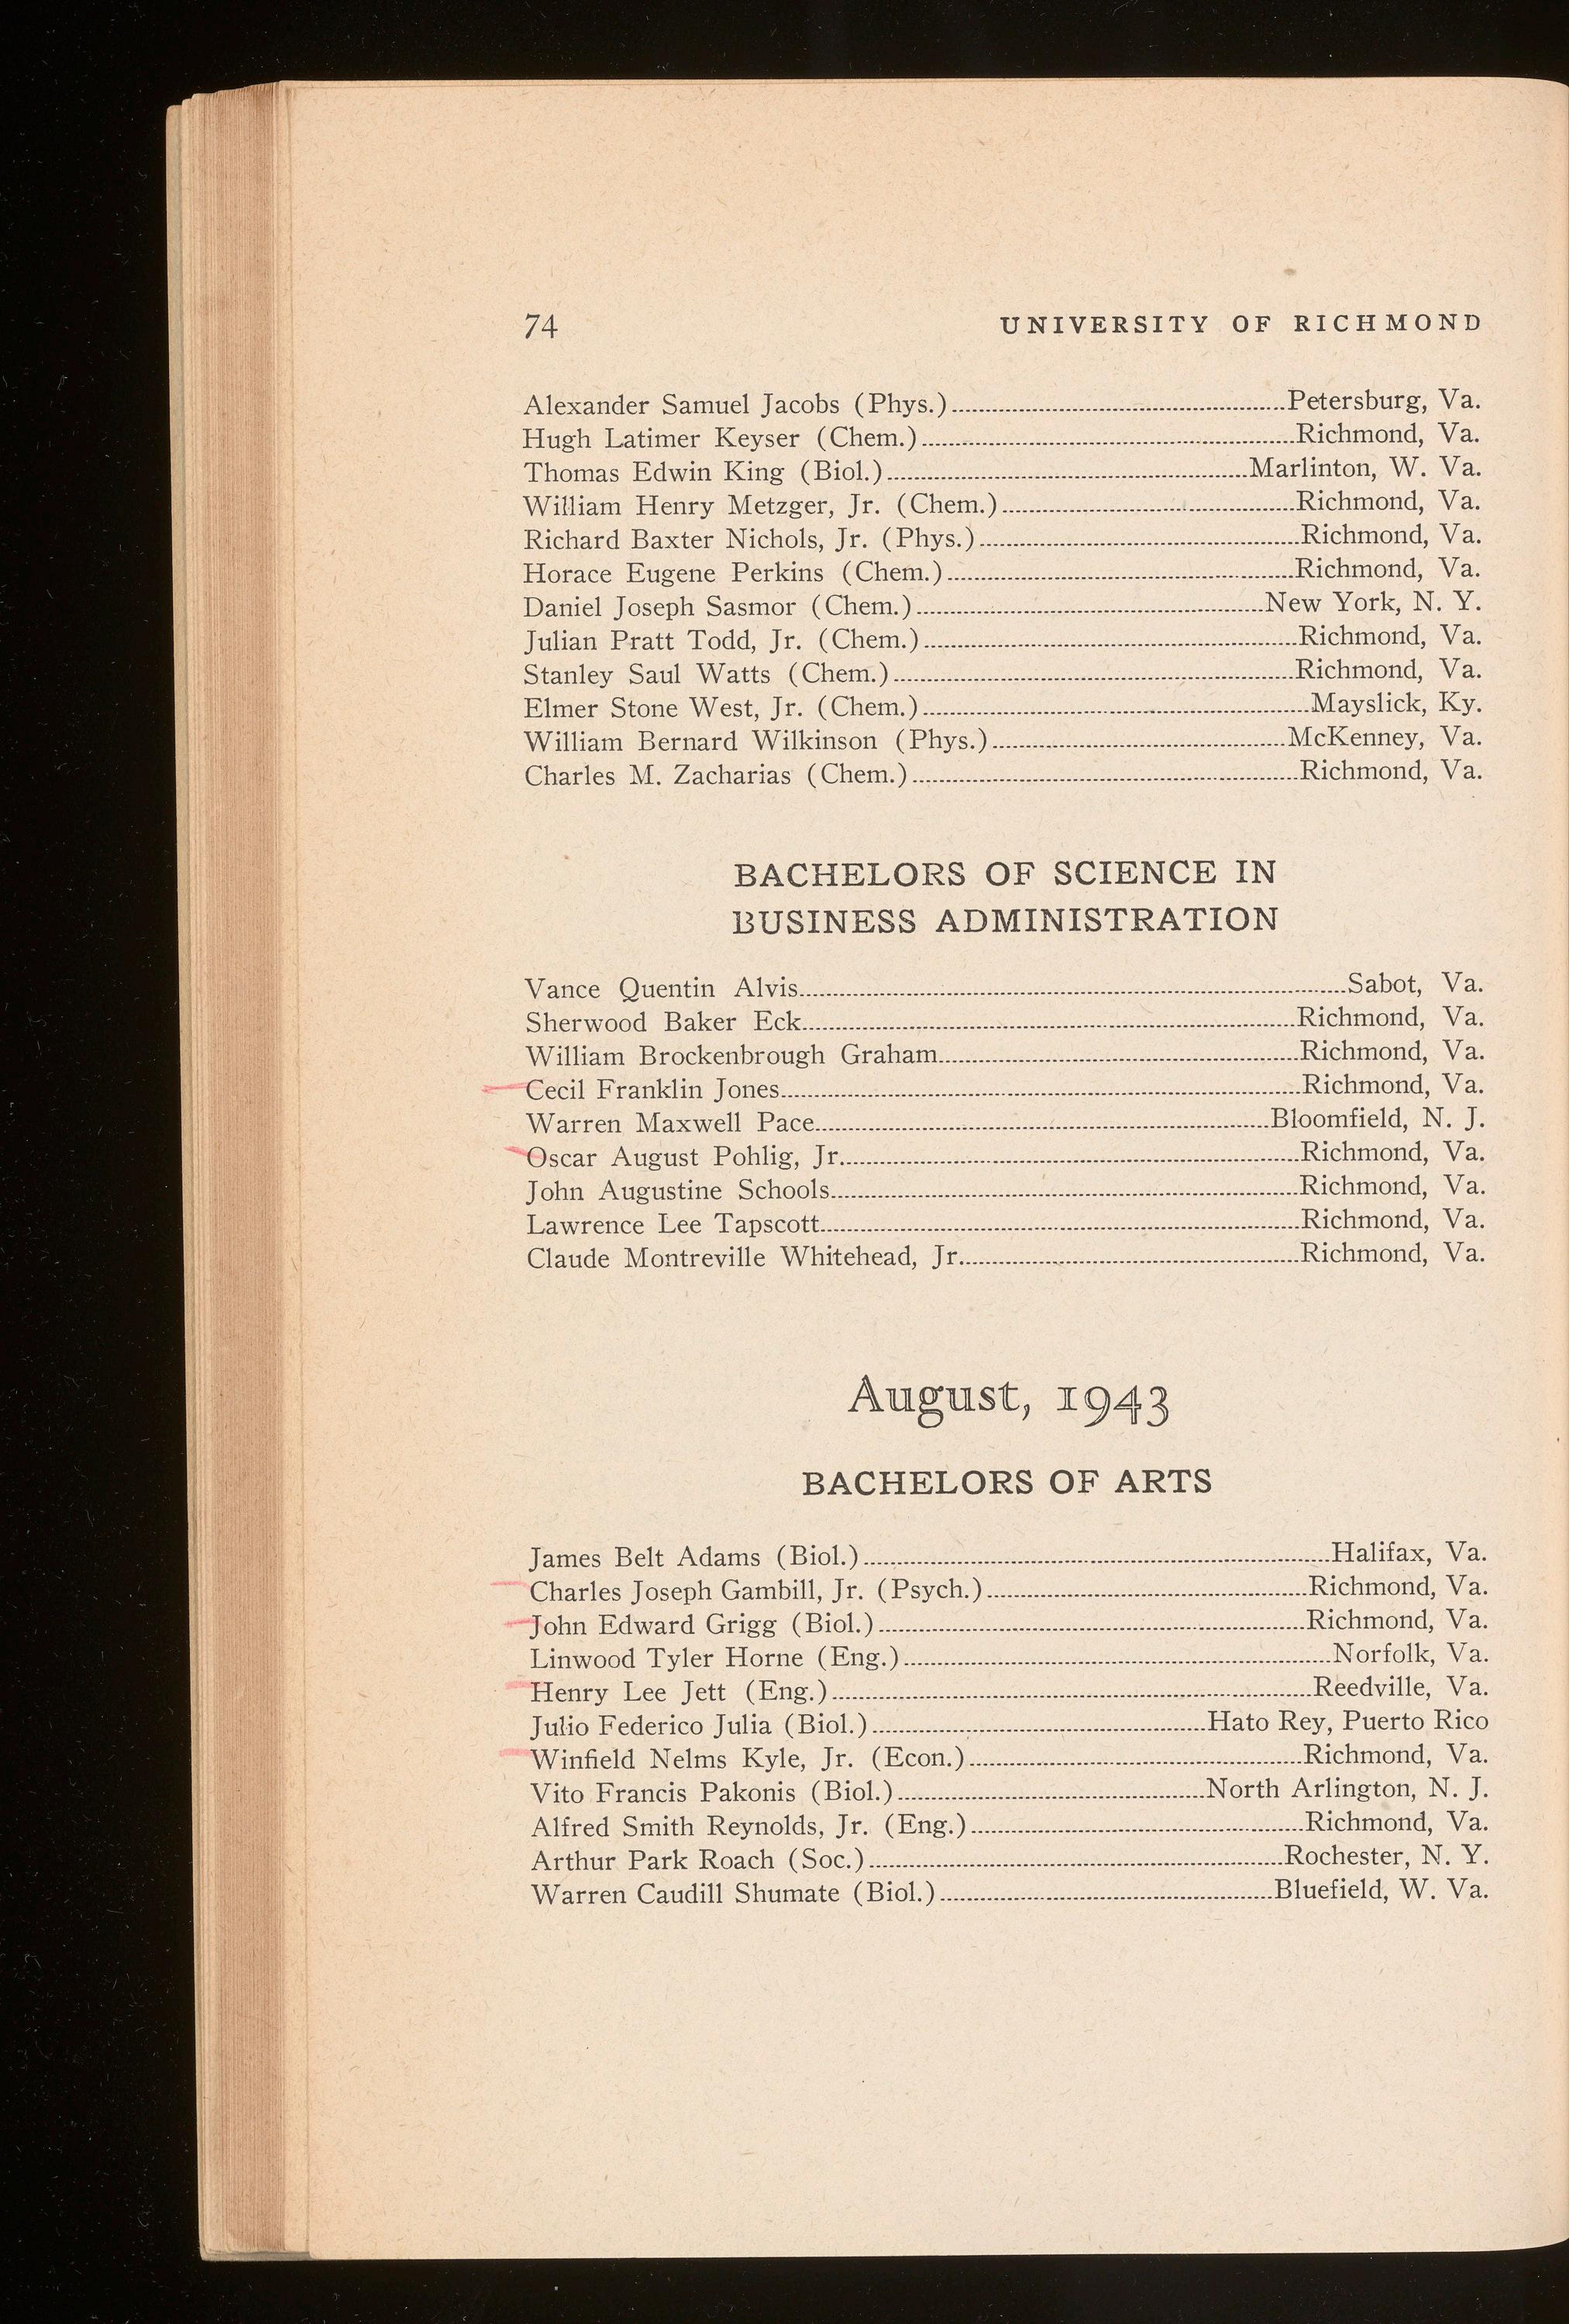 74 UNIVERSITY OF RICHMOND
Alexander Samuel Jacobs (Phys.)........Petersburg, Va.
Hugh Latimer Keyser (Chem.)........Richmond, Va.
Thomas Edwin King (Biol.)........Marlinton, W. Va.
William Henry Metzger, Jr. (Chem.)........Richmond, Va.
Richard Baxter Nichols, Jr. (Phys.)........Richmond, Va.
Horace Eugene Perkins (Chem.)........Richmond, Va.
Daniel Joseph Sasmor (Chem.)........New York, N. Y.
Julian Pratt Todd, Jr. (Chem.)........Richmond, Va.
Stanley Saul Watts (Chem.)........Richmond, Va.
Elmer Stone West, Jr. (Chem.)........Mayslick, Ky.
William Bernard Wilkinson (Phys.)........McKenney, Va.
Charles M. Zacharias (Chem.)........Richmond, Va.
BACHELORS OF SCIENCE IN
BUSINESS ADMINISTRATION
Vance Quentin Alvis........Sabot, Va.
Sherwood Baker Eck........Richmond, Va.
William Brockenbrough Graham........Richmond, Va.
Cecil Franklin Jones........Richmond, Va.
Warren Maxwell Pace........Bloomfield, N. J.
Oscar August Pohlig, Jr.........Richmond, Va.
John Augustine Schools........Richmond, Va.
Lawrence Lee Tapscott........Richmond, Va.
Claude Montreville Whitehead, Jr.........Richmond, Va.
August, 1943
BACHELORS OF ARTS
James Belt Adams (Biol.)........Halifax, Va.
Charles Joseph Gambill, Jr. (Psych.)........Richmond, Va.
John Edward Grigg (Biol.)........Richmond, Va.
Linwood Tyler Horne (Eng.)........Norfolk, Va.
Henry Lee Jett (Eng.)........Reedville, Va.
Julio Federico Julia (Biol.)........Hato Rey, Puerto Rico
Winfield Nelms Kyle, Jr. (Econ.)........Richmond, Va.
Vito Francis Pakonis (Biol.)........North Arlington, N. J.
Alfred Smith Reynolds, Jr. (Eng.)........Richmond, Va.
Arthur Park Roach (Soc.)........Rochester, N. Y.
Warren Caudill Shumate (Biol.)........Bluefield, W. Va.